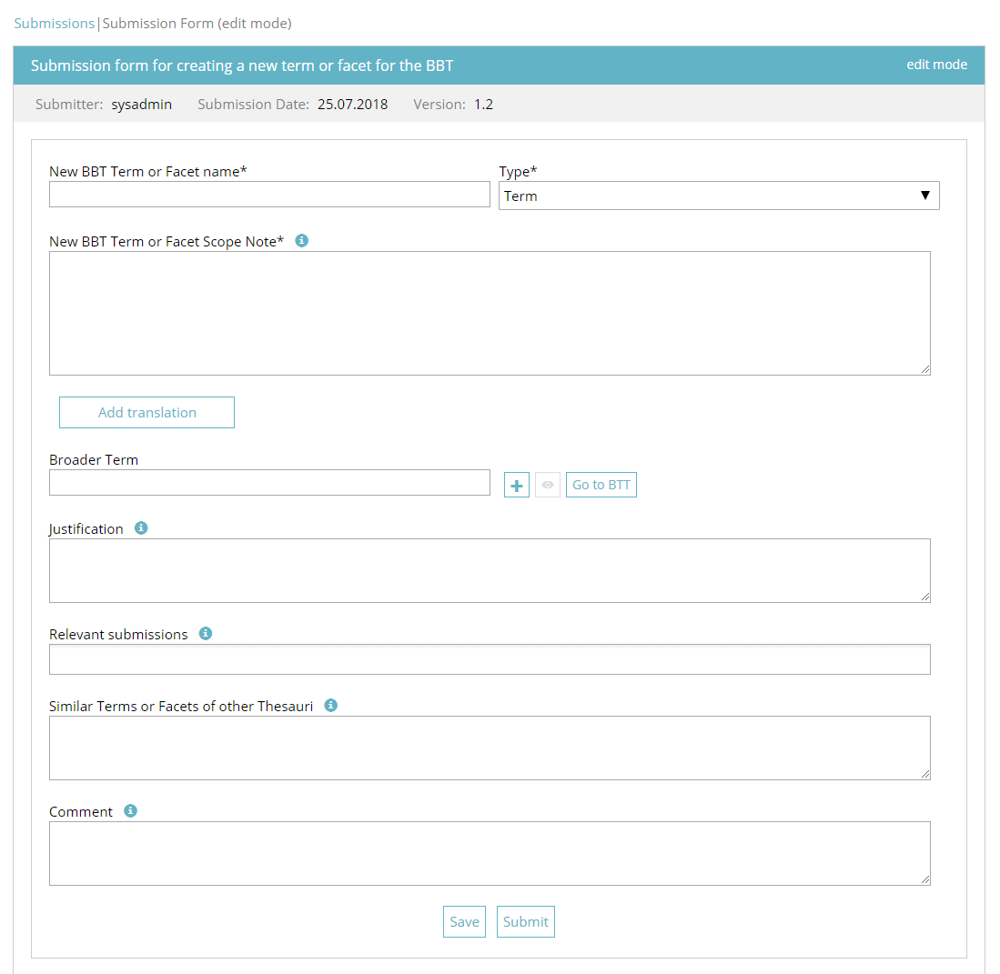 Submissions|Submission Form (edit mode)
Submission form for creating a new term or facet for the BBT edit mode
Submitter: sysadmin Submission Date: 25.07.2018 Version: 1.2
New BBT Term or Facet name* Type*
Term
New BBT Term or Facet Scope Note*
Add translation
Broader Term
Go to BTT
Justification
Relevant submissions
Similar Terms or Facets of other Thesauri
Comment
Save Submit